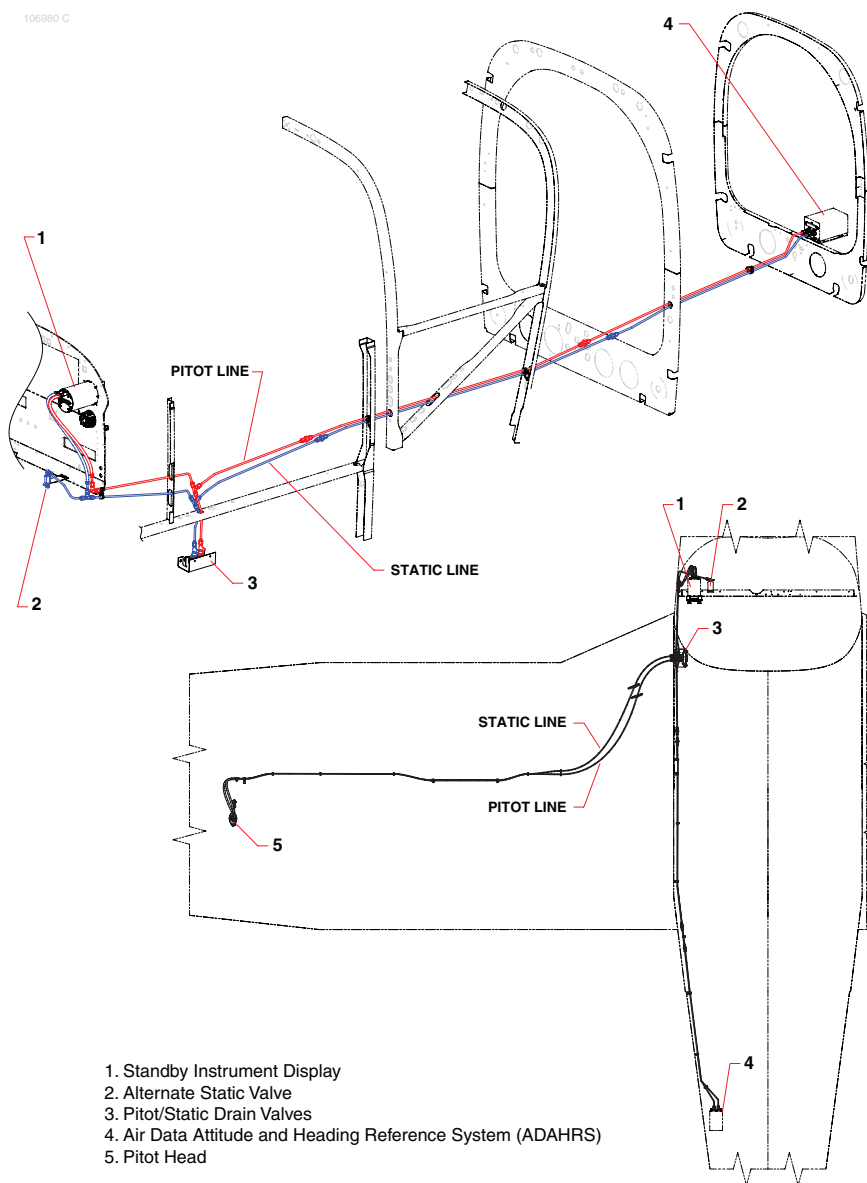 106980 C
4
1
PITOT LINE
STATIC LINE
3
2
1
2
3
STATIC LINE
PITOT LINE
5
4
1. Standby Instrument Display
2. Alternate Static Valve
3. Pitot/Static Drain Valves
4. Air Data Attitude and Heading Reference System (ADAHRS)
5. Pitot Head